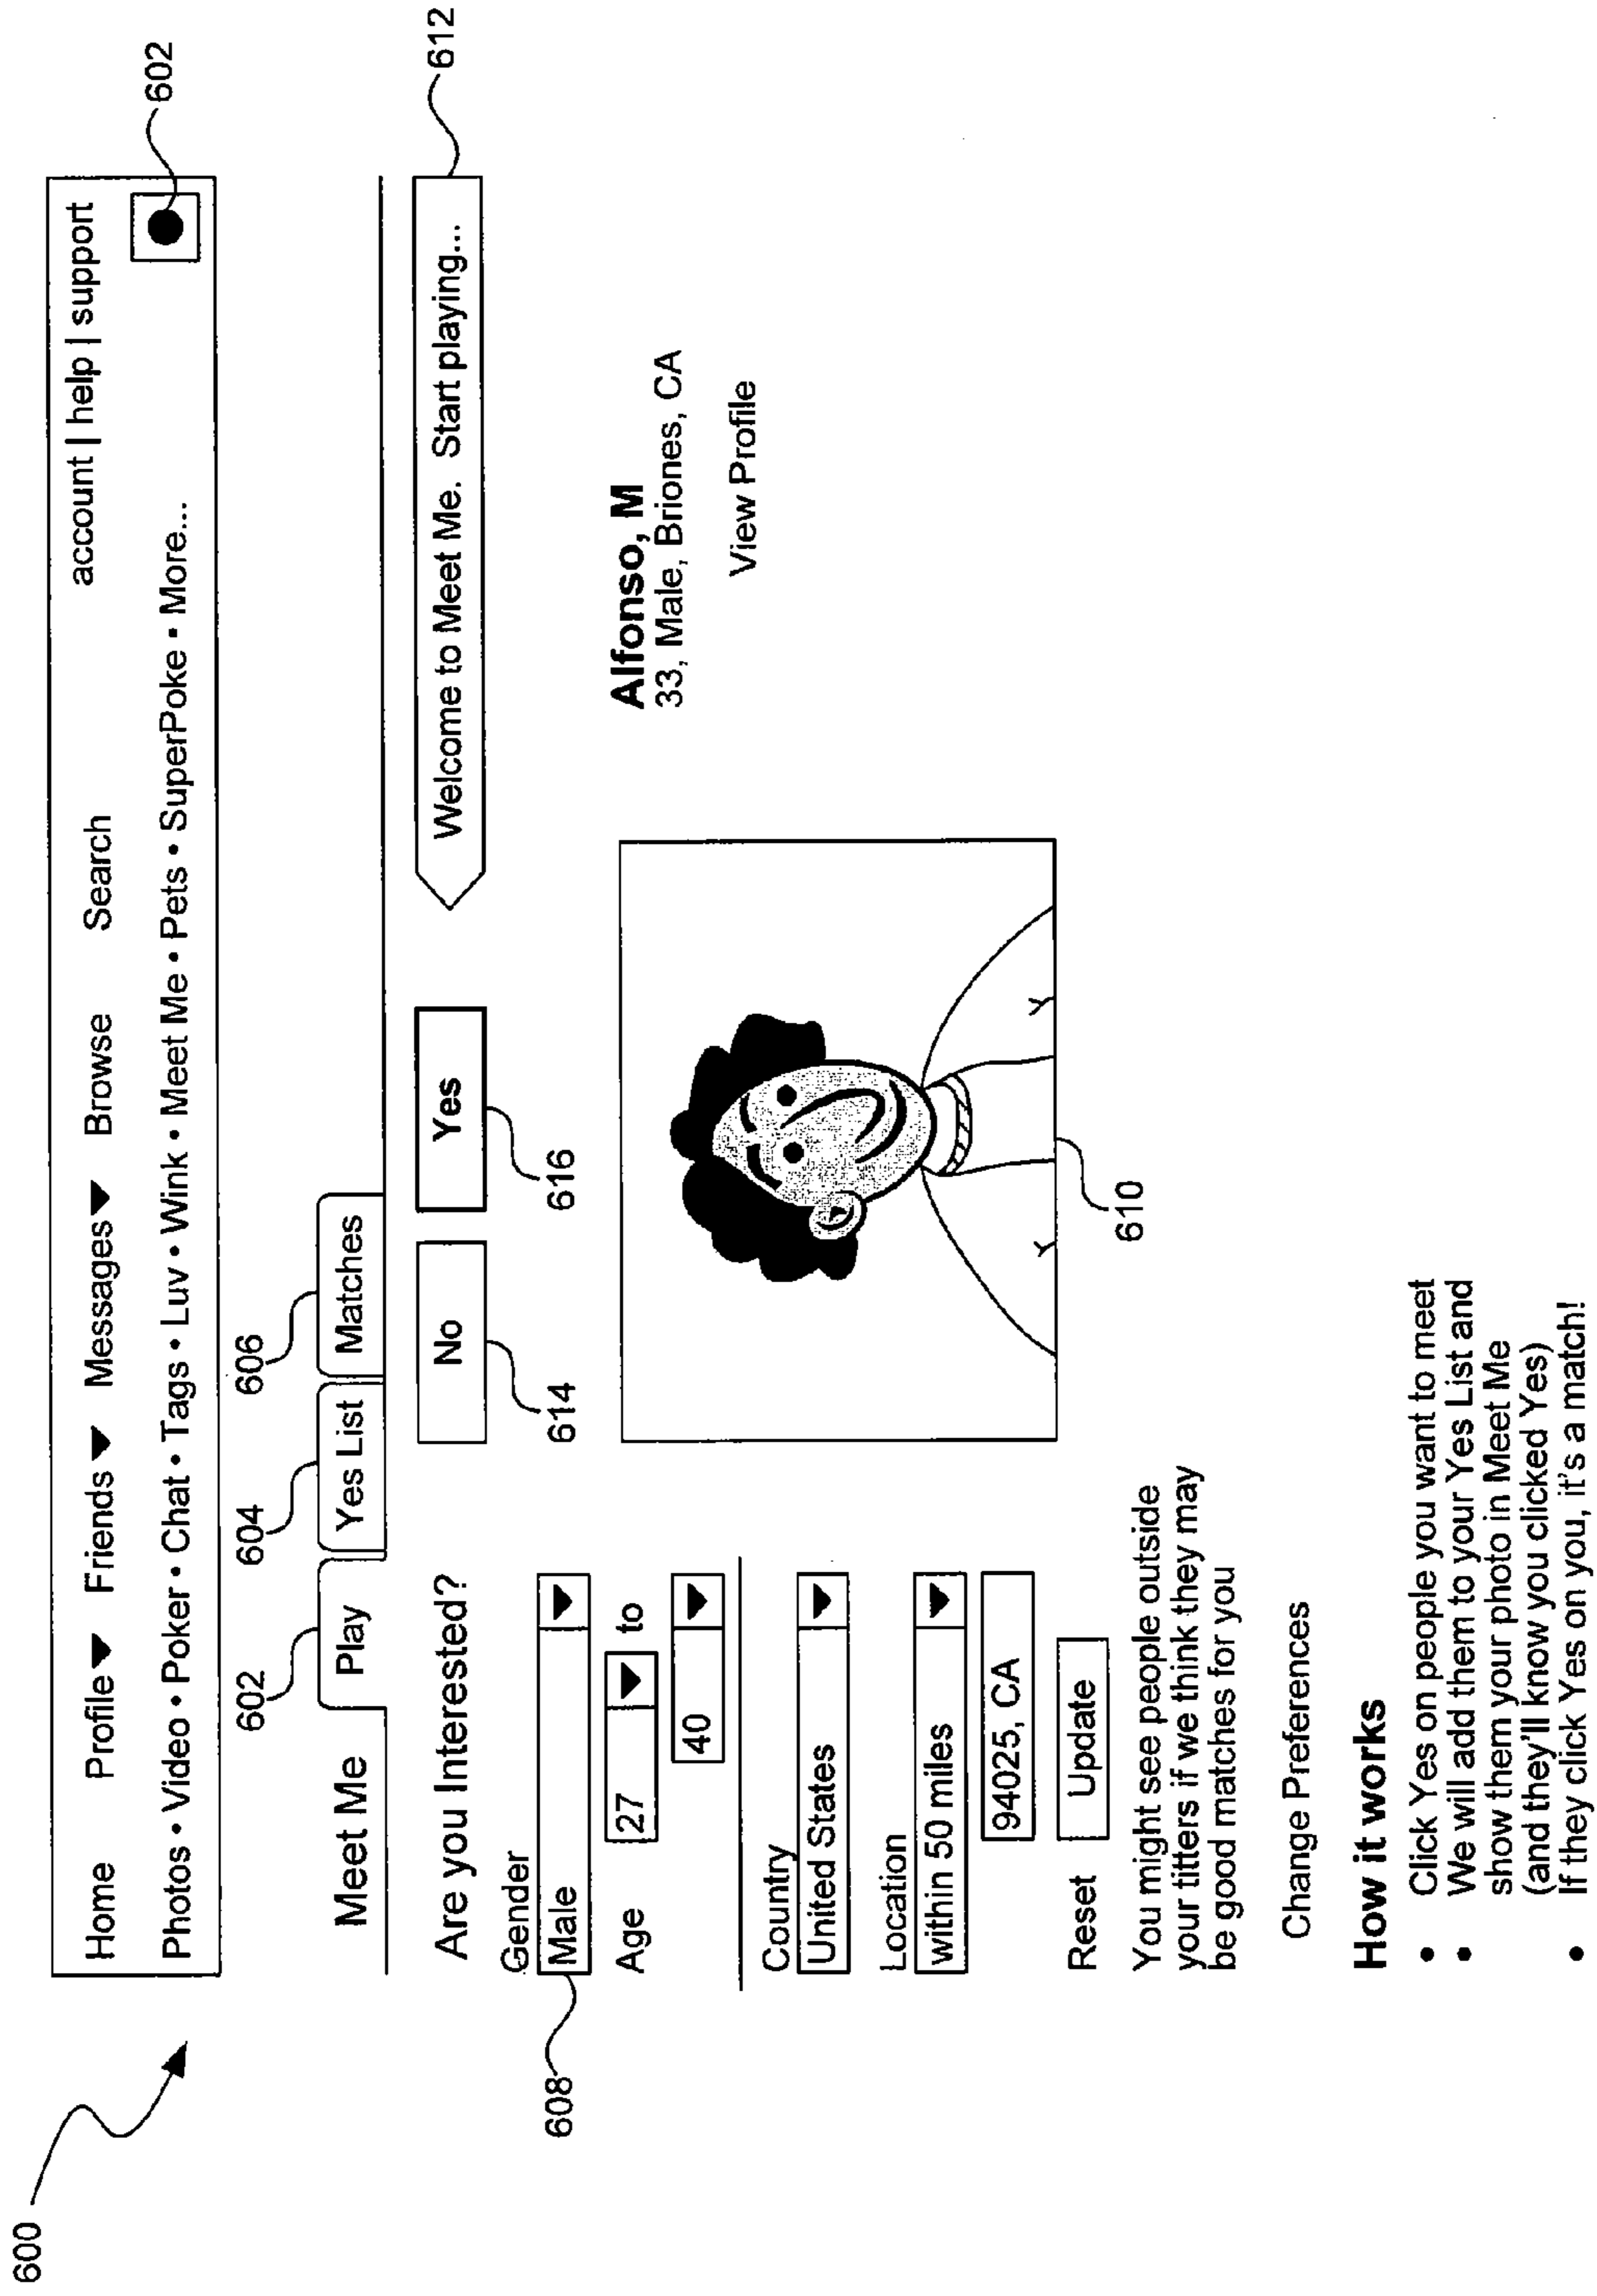 600
Home Profile▼ Friends ▼ Messages▼ Browse Search account | help | support
Photos • Video • Poker • Chat • Tags • Luv • Wink • Meet Me • Pets • SuperPoke • More...
602
602
604
606
Meet Me Play Yes List Matches
Are you Interested?
No
Yes
Welcome to Meet Me. Start playing...
612
614
616
Gender
Male
608
Age 27 to
40
Country
United States
Location
within 50 miles
94025, CA
Reset Update
You might see people outside
your titters if we think they may
be good matches for you
Change Preferences
Alfonso, M
33, Male, Briones, CA
View Profile
610
How it works
• Click Yes on people you want to meet
• We will add them to your Yes List and
show them your photo in Meet Me
(and they'll know you clicked Yes)
• If they click Yes on you, it's a match!